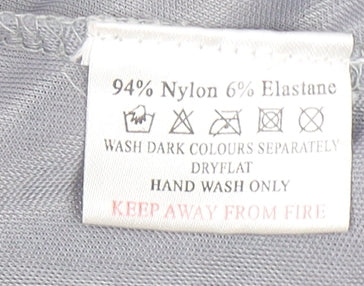 94% Nylon 6% Elastane
WASH DARK COLOURS SEPARATELY
DRYFLAT
HAND WASH ONLY
KEEP AWAY FROM FIRE